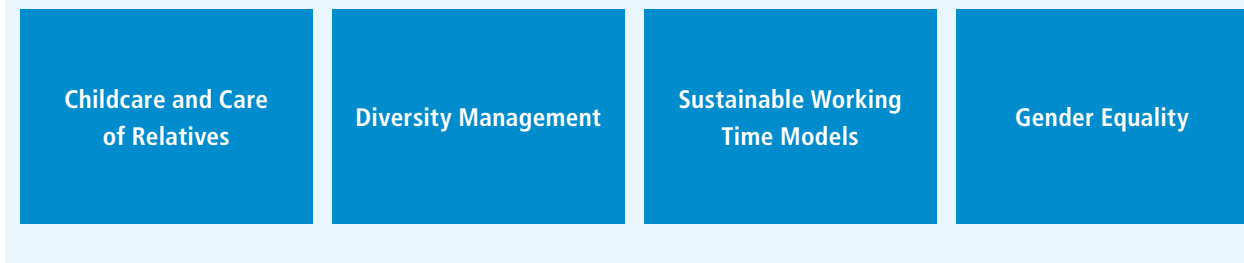 Childcare and Care
of Relatives
Diversity Management
Sustainable Working
Time Models
Gender Equality